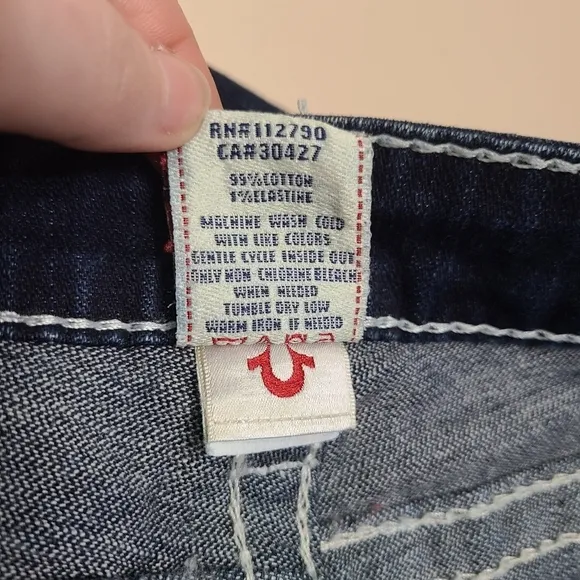 RN#112790
CA#30427
99%COTTON
1%ELASTINE
MACHINE WASH COLD
WITH LIKE COLORS
GENTLE CYCLE INSIDE OUT
ONLY NON-CHLORINE BLEACH
WHEN NEEDED
TUMBLE DRY LOW
WARM IRON IF NEEDED